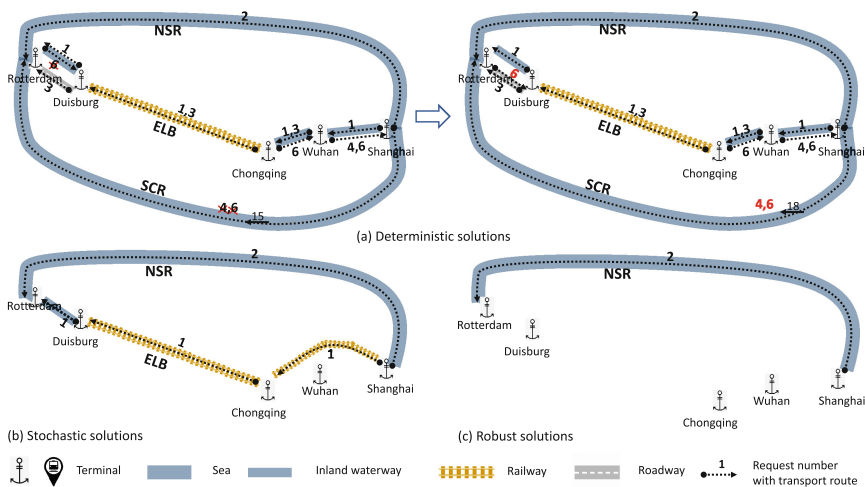 2
NSR
1
1
6
Rotterdam
3
Duisburg
1,3
ELB
Chongqing
1,3
6
Wuhan
1
4,6
Shanghai
SCR
4,6
15
2
NSR
1
6
Rotterdam
3
Duisburg
1,3
ELB
Chongqing
1,3
6
Wuhan
1
4,6
Shanghai
SCR
4,6
18
(a) Deterministic solutions
2
NSR
Rotterdam
1
Duisburg
1
ELB
Chongqing
1
Wuhan
Shanghai
(b) Stochastic solutions
2
NSR
Rotterdam
Duisburg
Chongqing
Wuhan
Shanghai
(c) Robust solutions
Terminal
Sea
Inland waterway
Railway
Roadway
1
Request number
with transport route